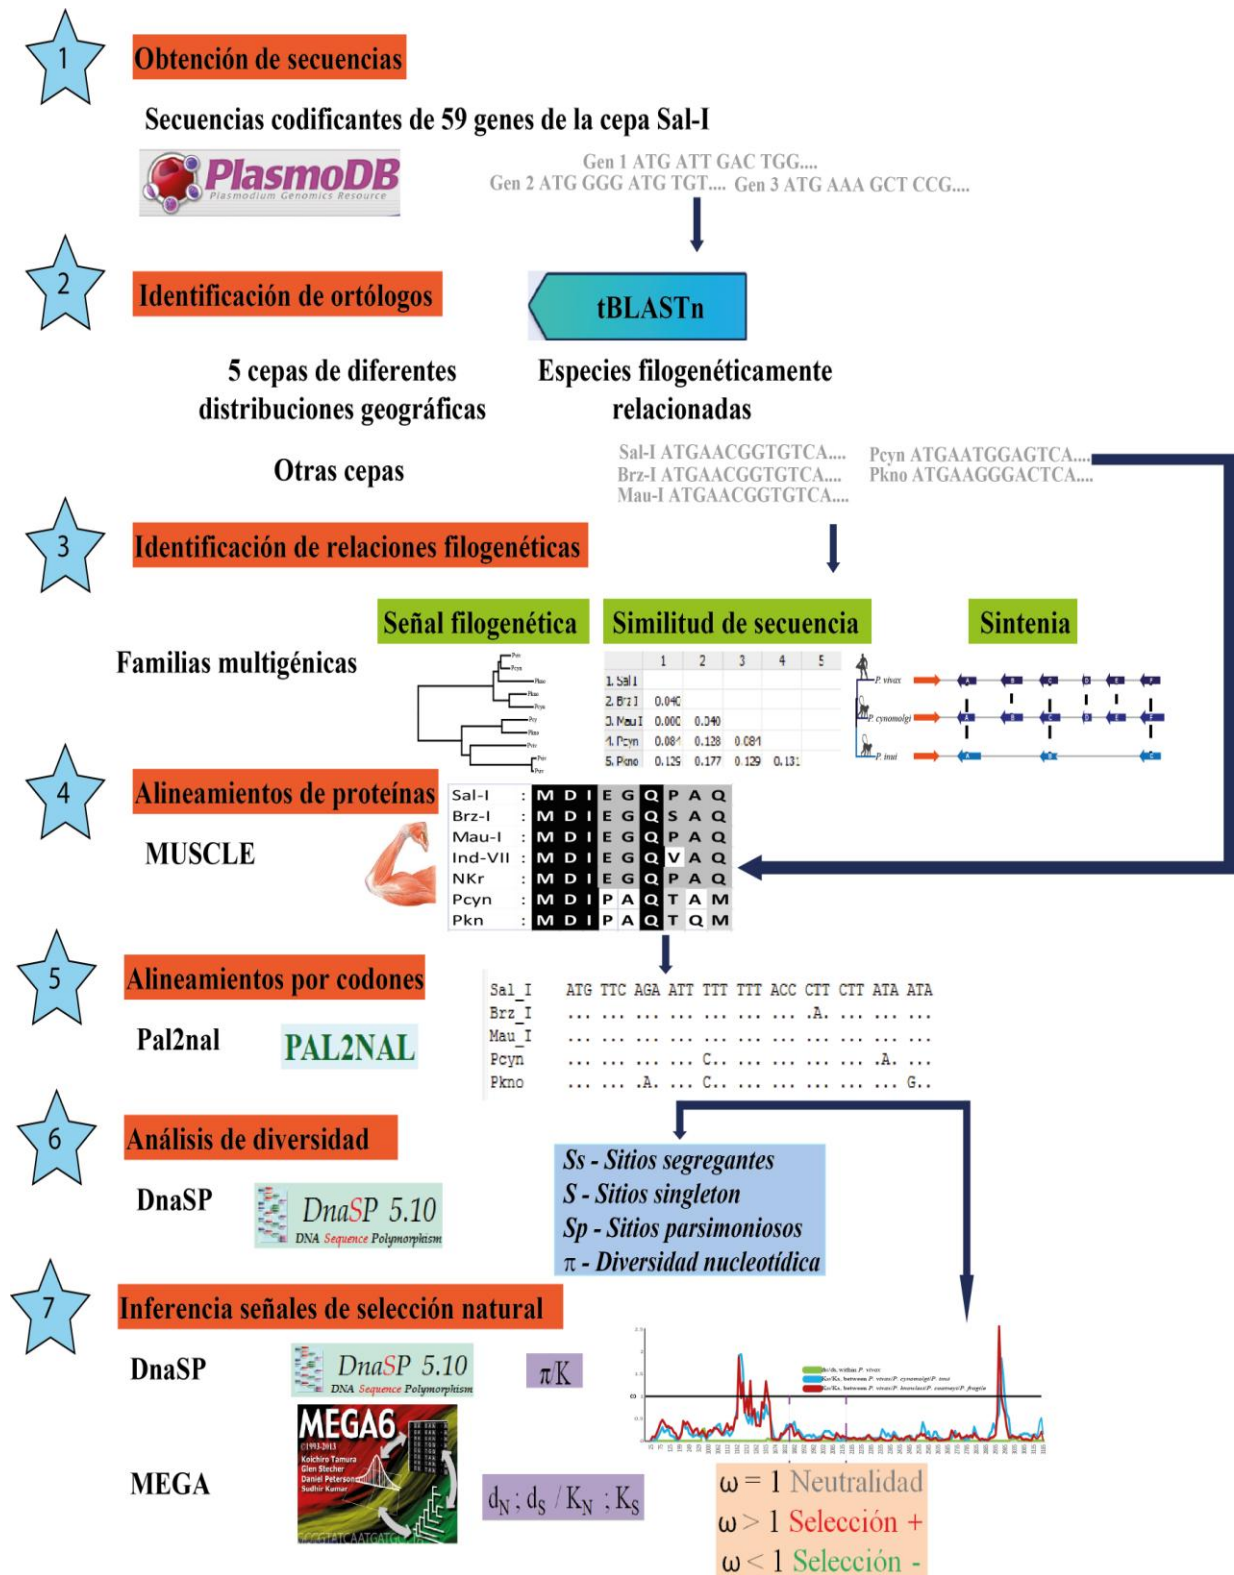 1
Obtención de secuencias
Secuencias codificantes de 59 genes de la cepa Sal-I
PlasmoDB
Plasmodium Genomics Resource
Gen 1 ATG ATT GAC TGG....
Gen 2 ATG GGG ATG TGT.... Gen 3 ATG AAA GCT CCG....
2
Identificación de ortólogos
tBLASTn
5 cepas de diferentes
distribuciones geográficas
Especies filogenéticamente
relacionadas
Otras cepas
Sal-I ATGAACGGTGTCA....
Brz-I ATGAACGGTGTCA....
Mau-I ATGAACGGTGTCA....
Pcyn ATGAATGGAGTCA....
Pkno ATGAAGGGACTCA....
3
Identificación de relaciones filogenéticas
Señal filogenética
Similitud de secuencia
Sintenia
Familias multigénicas
1 2 3 4 5
1. Sal I
2. Brz I 0.040
3. Mau I 0.000 0.040
4. Pcyn 0.084 0.128 0.084
5. Pkno 0.129 0.177 0.129 0.131
P. vivax
A B C D E F
P. cynomolgi
A B C D E F
P. inui
4
Alineamientos de proteínas
MUSCLE
Sal-I : M D I E G Q P A Q
Brz-I : M D I E G Q S A Q
Mau-I : M D I E G Q P A Q
Ind-VII : M D I E G Q V A Q
NKr : M D I E G Q P A Q
Pcyn : M D I P A Q T A M
Pkn : M D I P A Q T Q M
5
Alineamientos por codones
Pal2nal
PAL2NAL
Sal_I ATG TTC AGA ATT TTT TTT ACC CTT CTT ATA ATA
Brz_I ... ... ... ... ... ... ... .A. ... ... ...
Mau_I ... ... ... ... ... ... ... ... ... ... ...
Pcyn ... ... ... ... C.. ... ... ... ... .A. ...
Pkno ... ... .A. ... C.. ... ... ... ... ... G..
6
Análisis de diversidad
DnaSP
DnaSP 5.10
DNA Sequence Polymorphism
Ss - Sitios segregantes
S - Sitios singleton
Sp - Sitios parsimoniosos
π - Diversidad nucleotídica
7
Inferencia señales de selección natural
DnaSP
DnaSP 5.10
DNA Sequence Polymorphism
π/K
MEGA
MEGA6
©1993-2013
Koichiro Tamura
Glen Stecher
Daniel Peterson
Sudhir Kumar
dN ; dS / KN ; KS
ω = 1 Neutralidad
ω > 1 Selección +
ω < 1 Selección -